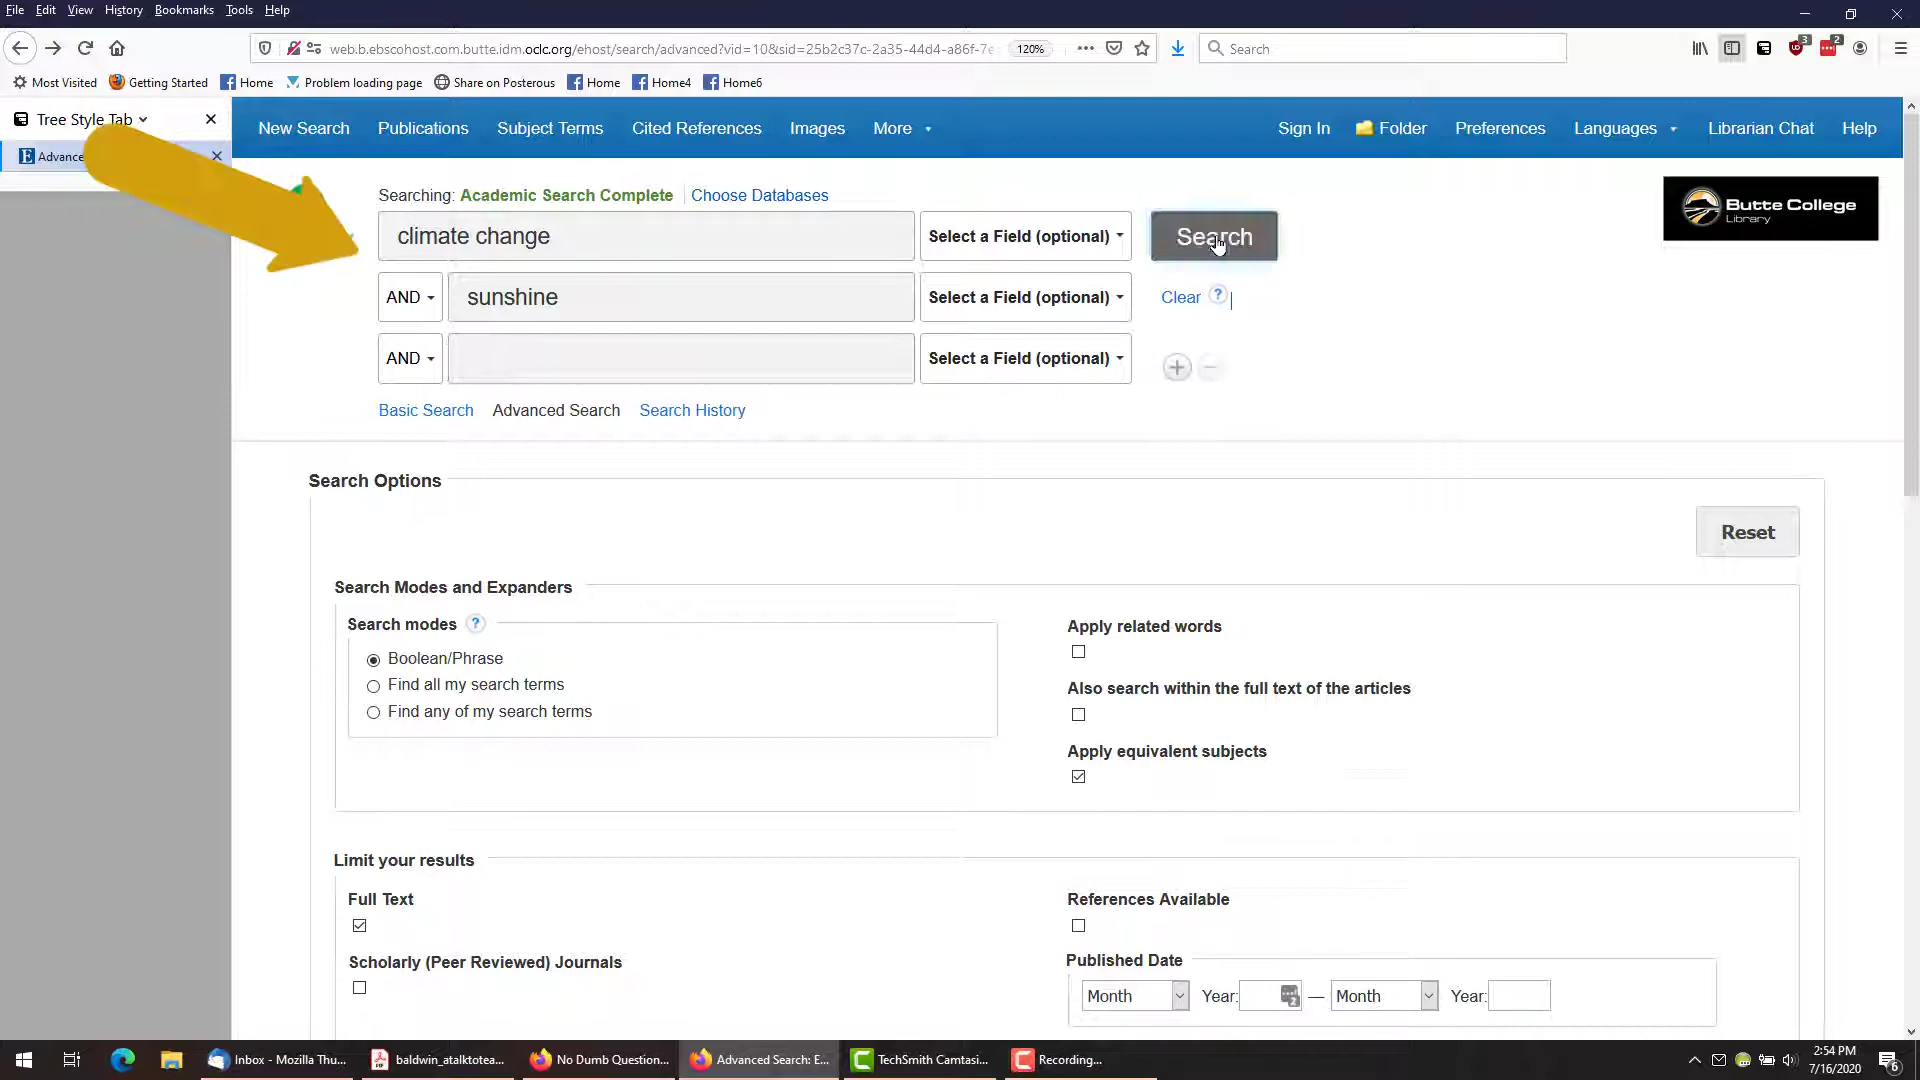 File Edit View History Bookmarks Tools Help
web.b.ebscohost.com.butte.idm.oclc.org/ehost/search/advanced?vid=10&sid=25b2c37c-2a35-44d4-a86f-7e 120% Search 3 2
Most Visited Getting Started Home Problem loading page Share on Posterous Home Home4 Home6
Tree Style Tab
Advance
New Search Publications Subject Terms Cited References Images More Sign In Folder Preferences Languages Librarian Chat Help
Searching: Academic Search Complete Choose Databases
Butte College
Library
climate change Select a Field (optional) Search
AND sunshine Select a Field (optional) Clear ?
AND Select a Field (optional)
Basic Search Advanced Search Search History
Search Options
Reset
Search Modes and Expanders
Search modes ?
Boolean/Phrase
Find all my search terms
Find any of my search terms
Apply related words
Also search within the full text of the articles
Apply equivalent subjects
Limit your results
Full Text
Scholarly (Peer Reviewed) Journals
References Available
Published Date
Month Year: — Month Year:
Inbox - Mozilla Thu... baldwin_atalktotea... No Dumb Question... Advanced Search: E... TechSmith Camtasi... Recording...
2:54 PM
7/16/2020
6